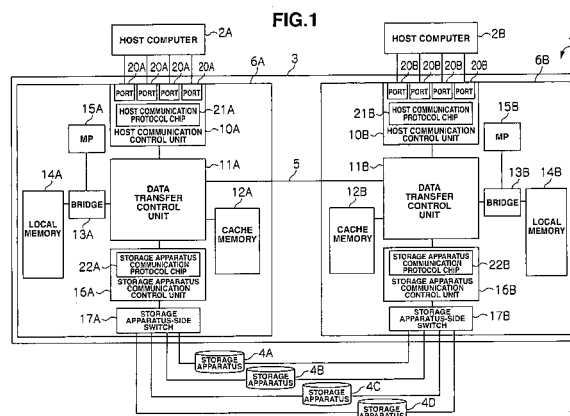 FIG.1
HOST COMPUTER 2A
HOST COMPUTER 2B
3
20A 20A 20A 20A 6A
20B 20B 20B 20B 6B
PORT PORT PORT PORT
PORT PORT PORT PORT
15A
MP
21A
HOST COMMUNICATION PROTOCOL CHIP
HOST COMMUNICATION CONTROL UNIT
10A
21B
HOST COMMUNICATION PROTOCOL CHIP
HOST COMMUNICATION CONTROL UNIT
10B
15B
MP
14A
LOCAL MEMORY
BRIDGE
13A
11A
DATA TRANSFER CONTROL UNIT
12A
CACHE MEMORY
5
12B
CACHE MEMORY
11B
DATA TRANSFER CONTROL UNIT
13B
BRIDGE
14B
LOCAL MEMORY
22A
STORAGE APPARATUS COMMUNICATION PROTOCOL CHIP
STORAGE APPARATUS COMMUNICATION CONTROL UNIT
16A
22B
STORAGE APPARATUS COMMUNICATION PROTOCOL CHIP
STORAGE APPARATUS COMMUNICATION CONTROL UNIT
16B
17A
STORAGE APPARATUS-SIDE SWITCH
17B
STORAGE APPARATUS-SIDE SWITCH
STORAGE APPARATUS 4A
STORAGE APPARATUS 4B
STORAGE APPARATUS 4C
STORAGE APPARATUS 4D